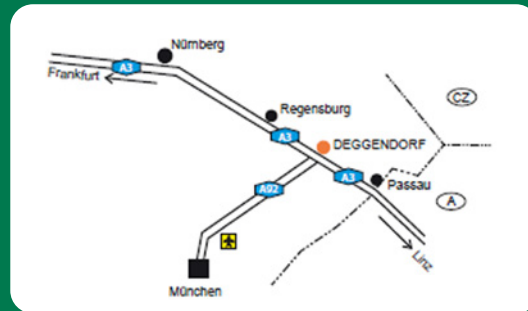 Nürnberg
A3
Frankfurt
Regensburg
A3
DEGGENDORF
CZ
A92
A3
Passau
A
Linz
München